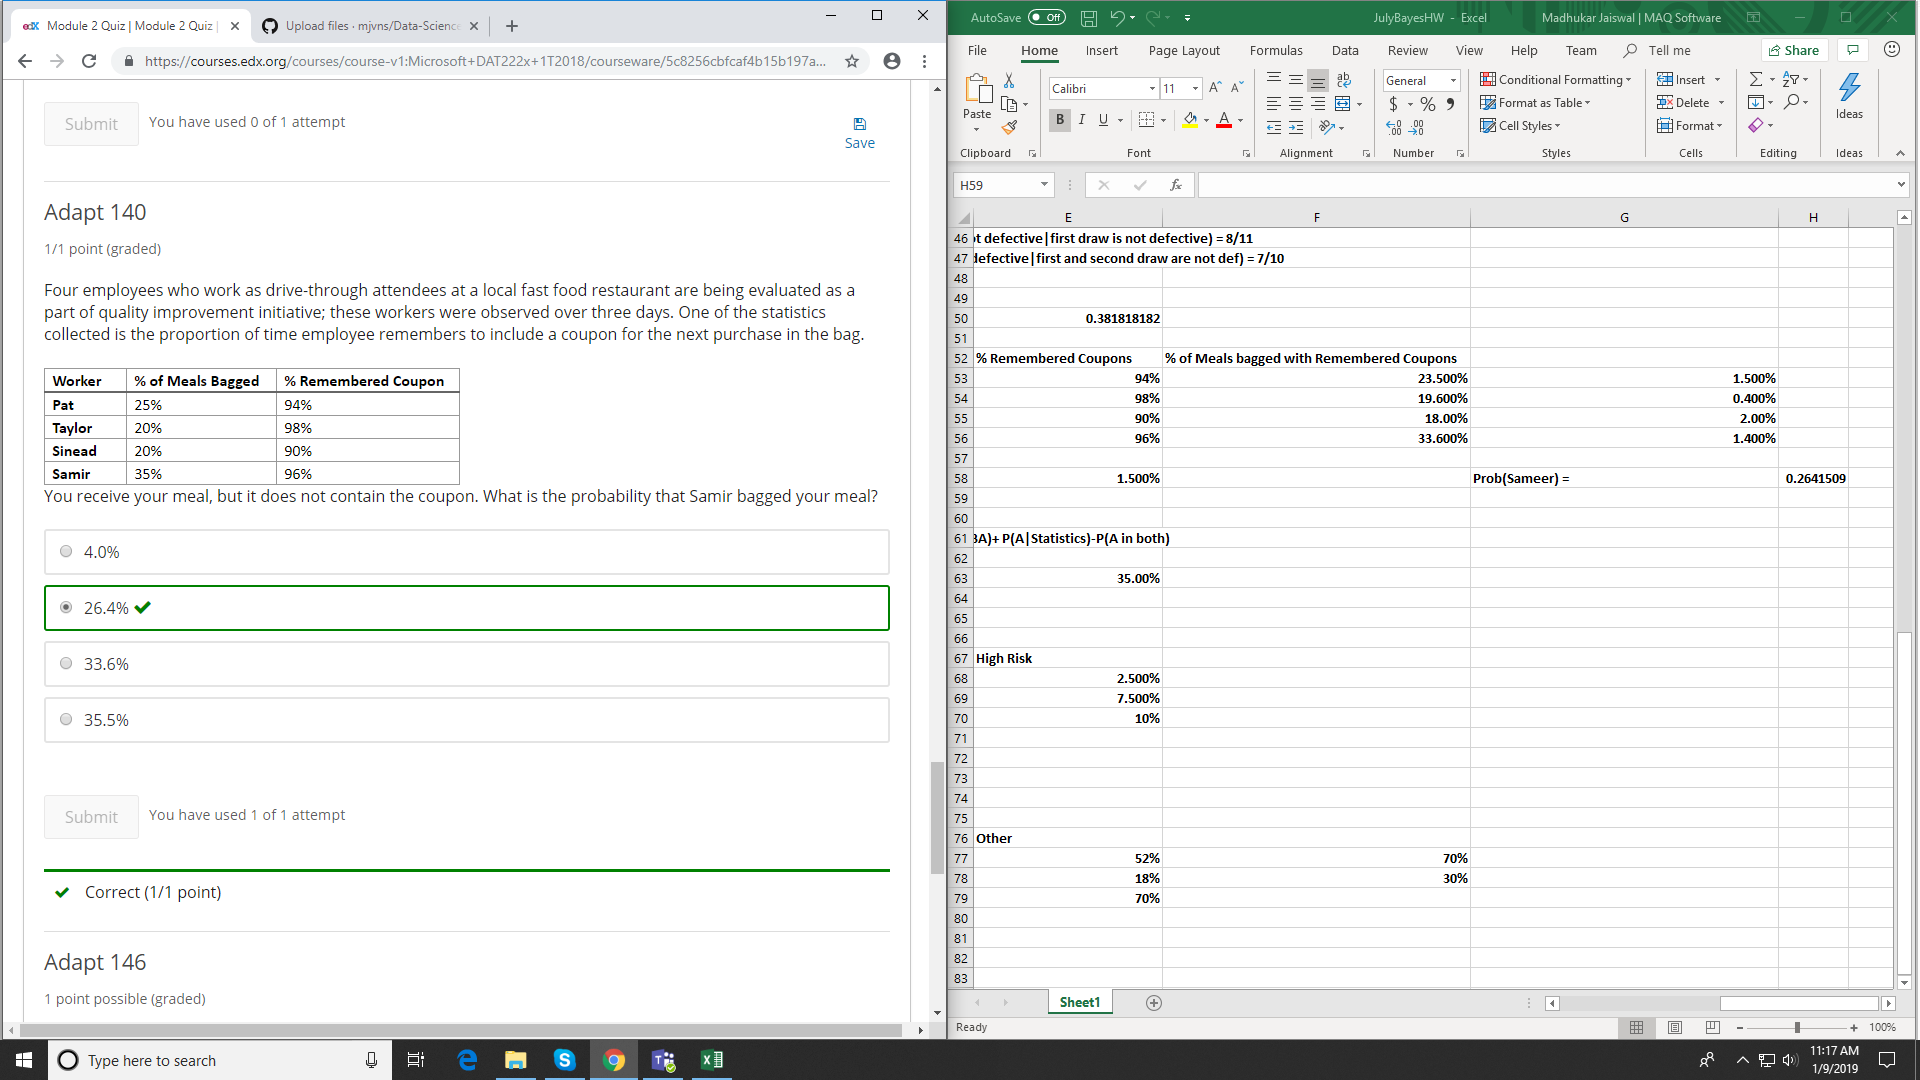 edX Module 2 Quiz | Module 2 Quiz |
Upload files · mjvns/Data-Science
https://courses.edx.org/courses/course-v1:Microsoft+DAT222x+1T2018/courseware/5c8256cbfcaf4b15b197a...
Submit
You have used 0 of 1 attempt
Save
Adapt 140
1/1 point (graded)
Four employees who work as drive-through attendees at a local fast food restaurant are being evaluated as a
part of quality improvement initiative; these workers were observed over three days. One of the statistics
collected is the proportion of time employee remembers to include a coupon for the next purchase in the bag.
Worker % of Meals Bagged % Remembered Coupon
Pat 25% 94%
Taylor 20% 98%
Sinead 20% 90%
Samir 35% 96%
You receive your meal, but it does not contain the coupon. What is the probability that Samir bagged your meal?
4.0%
26.4%
33.6%
35.5%
Submit
You have used 1 of 1 attempt
Correct (1/1 point)
Adapt 146
1 point possible (graded)
AutoSave Off
JulyBayesHW - Excel
Madhukar Jaiswal | MAQ Software
File Home Insert Page Layout Formulas Data Review View Help Team Tell me Share
Paste
Calibri 11
B I U
A A
A
ab
General
$ % 9
.00 .00
Conditional Formatting
Format as Table
Cell Styles
Insert
Delete
Format
Ideas
Clipboard Font Alignment Number Styles Cells Editing Ideas
H59
fx
E F G H
46 t defective|first draw is not defective) = 8/11
47 defective|first and second draw are not def) = 7/10
48
49
50 0.381818182
51
52 % Remembered Coupons % of Meals bagged with Remembered Coupons
53 94% 23.500% 1.500%
54 98% 19.600% 0.400%
55 90% 18.00% 2.00%
56 96% 33.600% 1.400%
57
58 1.500% Prob(Sameer) = 0.2641509
59
60
61 BA)+ P(A|Statistics)-P(A in both)
62
63 35.00%
64
65
66
67 High Risk
68 2.500%
69 7.500%
70 10%
71
72
73
74
75
76 Other
77 52% 70%
78 18% 30%
79 70%
80
81
82
83
Sheet1
Ready
100%
Type here to search
11:17 AM
1/9/2019